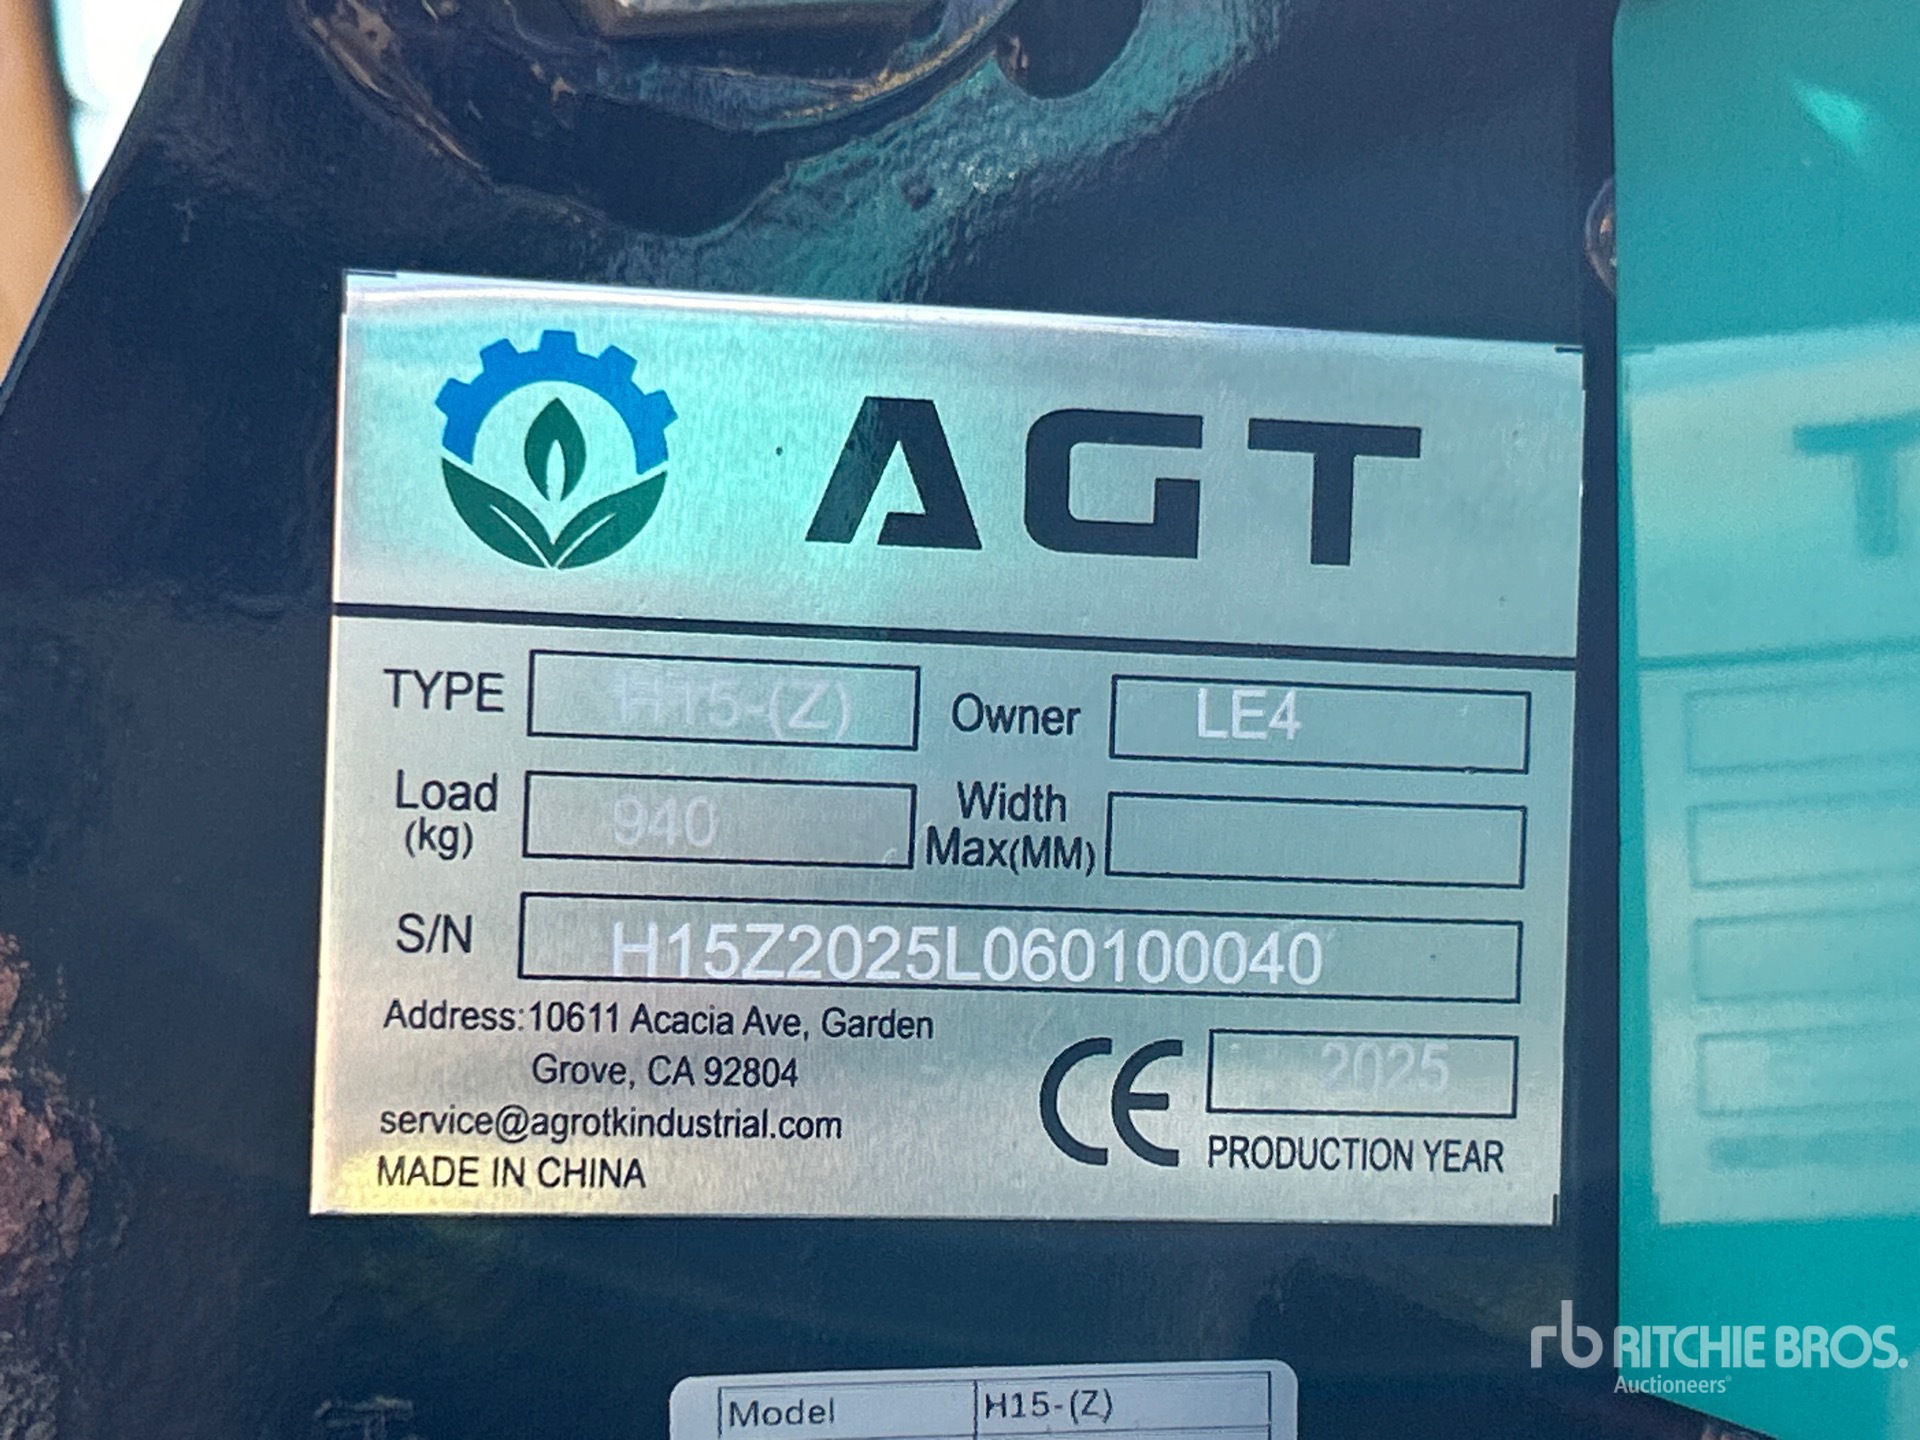 AGT
TYPE H15-(Z) Owner LE4
Load (kg) 940 Width Max(MM)
S/N H15Z2025L060100040
Address:10611 Acacia Ave, Garden
Grove, CA 92804
service@agrotkindustrial.com
MADE IN CHINA
CE 2025
PRODUCTION YEAR
Model H15-(Z)
rb RITCHIE BROS.
Auctioneers